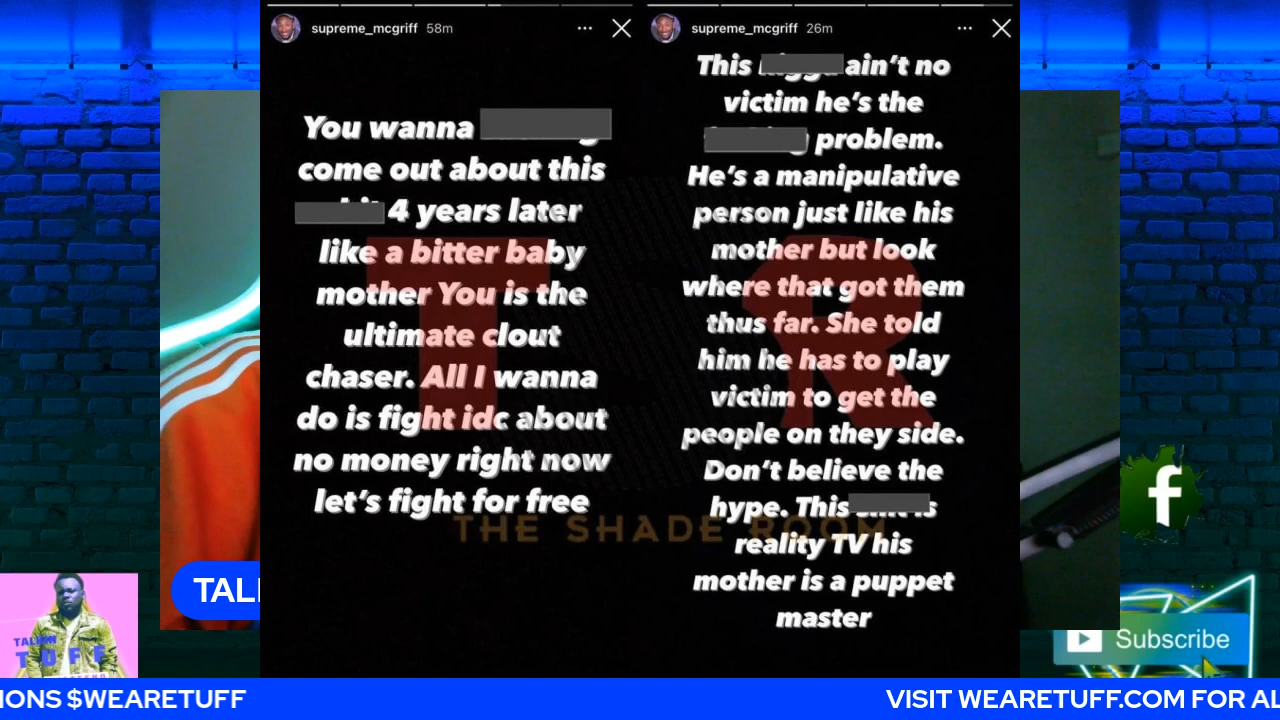 supreme_mcgriff 58m
You wanna
come out about this
4 years later
like a bitter baby
mother You is the
ultimate clout
chaser. All I wanna
do is fight idc about
no money right now
let's fight for free
supreme_mcgriff 26m
This ain't no
victim he's the
problem.
He's a manipulative
person just like his
mother but look
where that got them
thus far. She told
him he has to play
victim to get the
people on they side.
Don't believe the
hype. This is
reality TV his
mother is a puppet
master
TSR
THE SHADE ROOM
TAL
TALKIN
TUFF
f
Subscribe
IONS $WEARETUFF
VISIT WEARETUFF.COM FOR AL